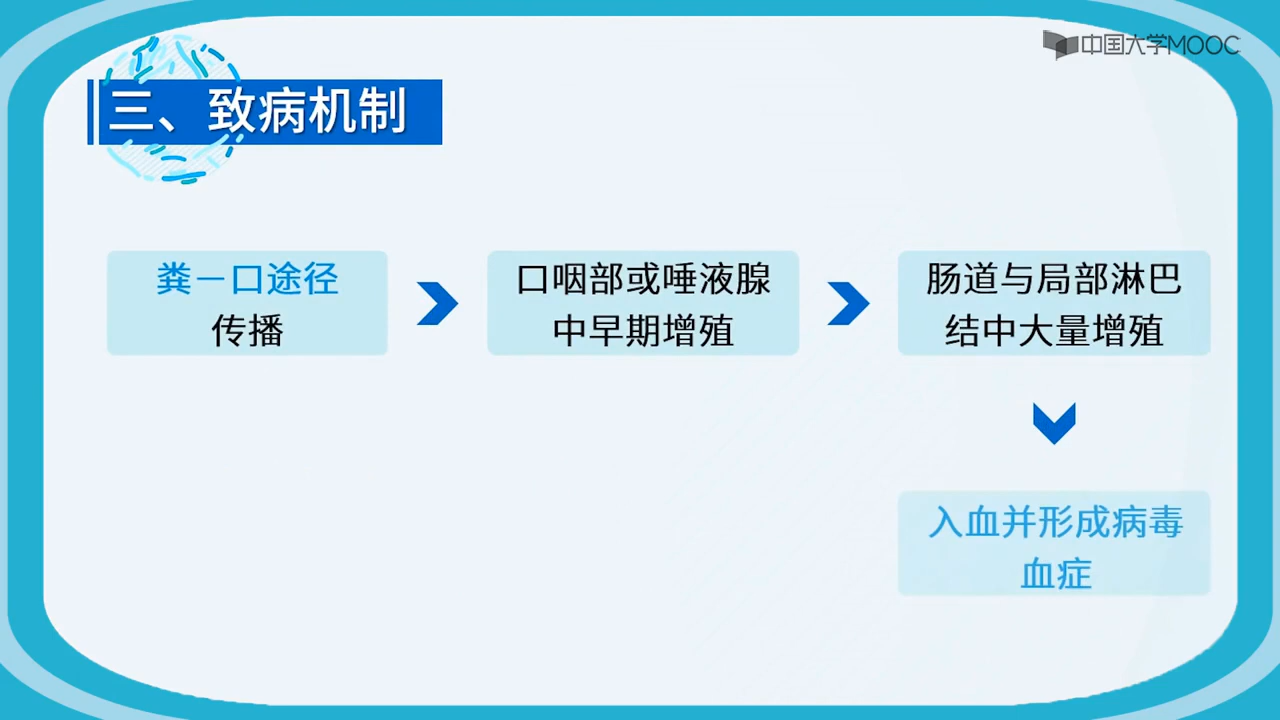 中国大学MOOC
三、致病机制
粪－口途径
传播
口咽部或唾液腺
中早期增殖
肠道与局部淋巴
结中大量增殖
入血并形成病毒
血症